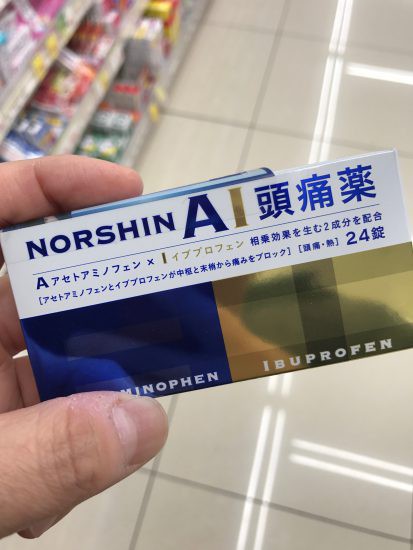 NORSHIN AI 頭痛薬
Aアセトアミノフェン×Iイブプロフェン 相乗効果を生む2成分を配合
[アセトアミノフェンとイブプロフェンが中枢と末梢から痛みをブロック] [頭痛・熱] 24錠
MINOPHEN IBUPROFEN